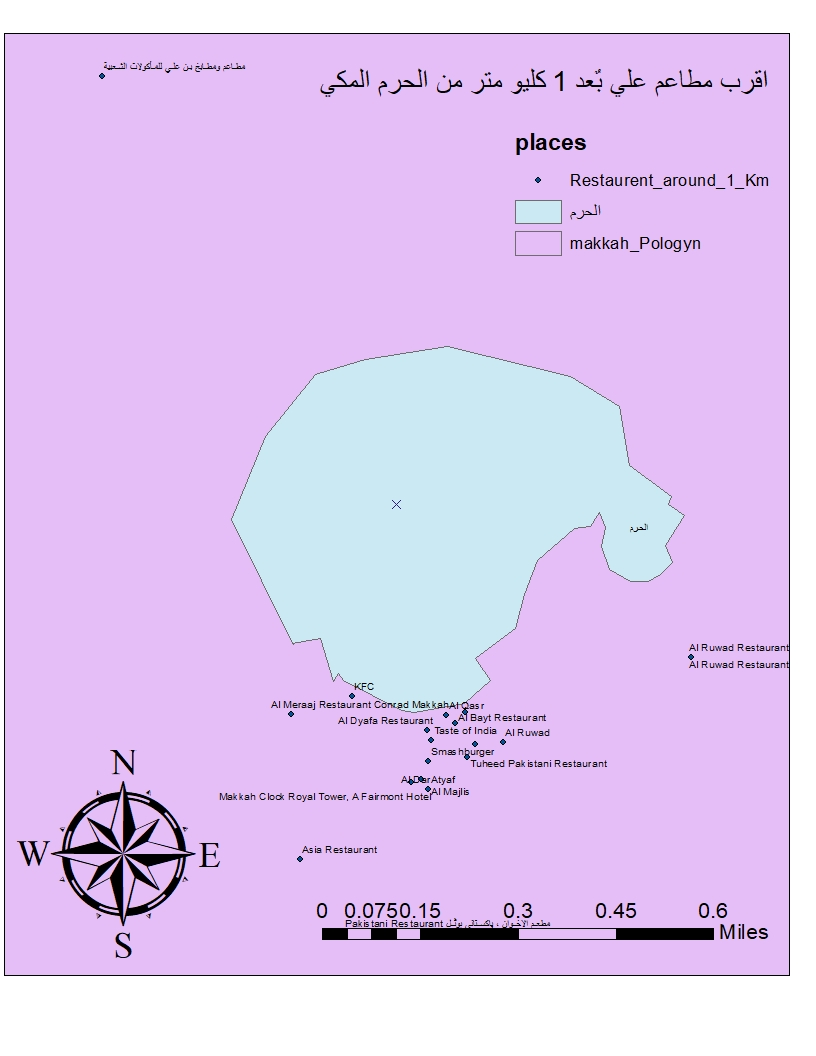 مطاعم ومطابخ بن علي للمأكولات الشعبية
اقرب مطاعم علي بُعد 1 كليو متر من الحرم المكي
places
Restaurent_around_1_Km
الحرم
makkah_Pologyn
الحرم
Al Ruwad Restaurant
Al Ruwad Restaurant
KFC
Al Meraaj Restaurant Conrad Makkah Al Qasr
Al Dyafa Restaurant Al Bayt Restaurant
Taste of India Al Ruwad
Smashburger
Tuheed Pakistani Restaurant
Al Dar Atyaf
Makkah Clock Royal Tower, A Fairmont Hotel Al Majlis
Asia Restaurant
N
W E
S
0 0.075 0.15 0.3 0.45 0.6
Pakistani Restaurant مطعم الإخوان ، باكستاني�وٹل
Miles